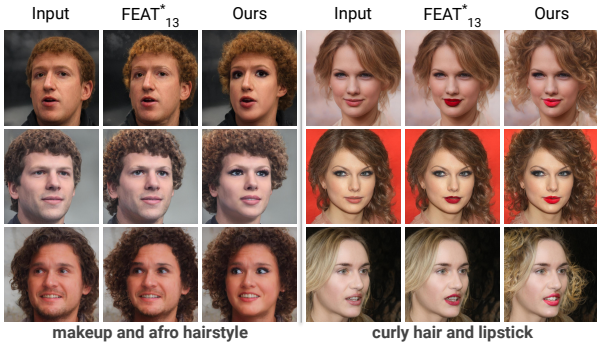 Input FEAT*13 Ours Input FEAT*13 Ours
makeup and afro hairstyle curly hair and lipstick